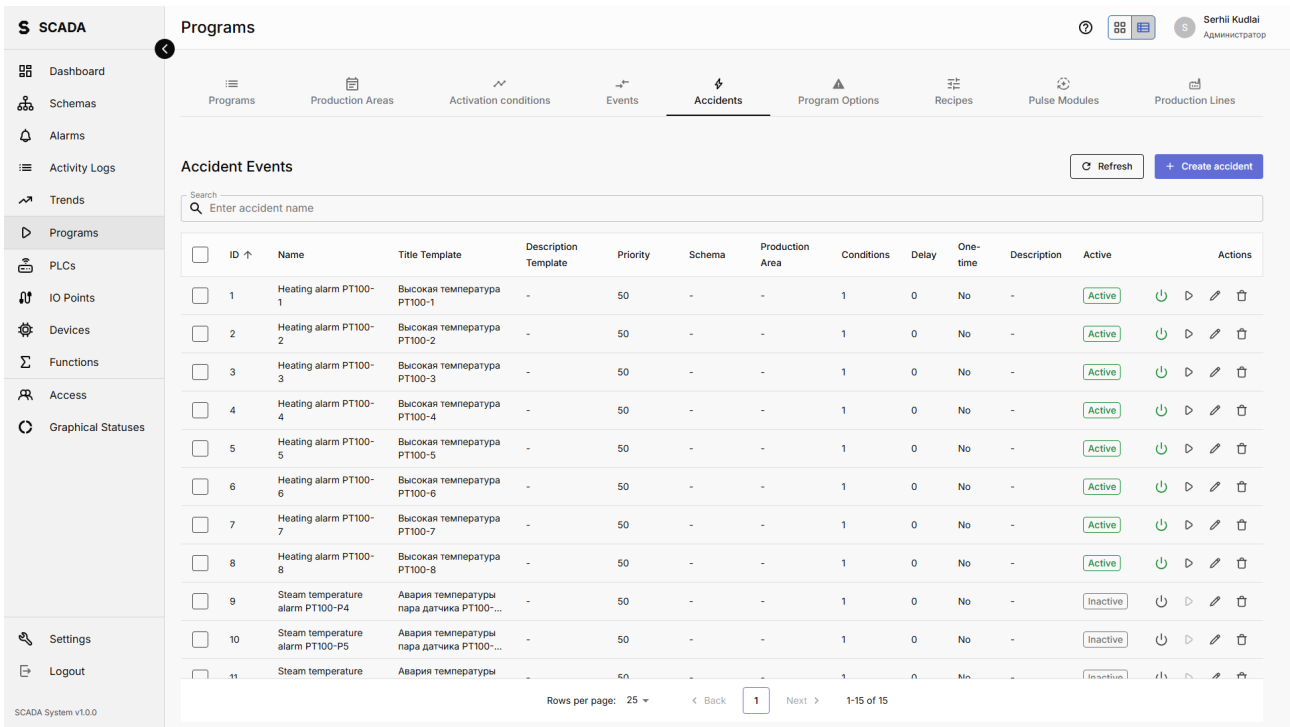 SCADA
Programs
Serhii Kudlai
S
Администратор
Dashboard
Schemas
Alarms
Activity Logs
Trends
Programs
PLCs
IO Points
Devices
Functions
Access
Graphical Statuses
Settings
Logout
SCADA System v1.0.0
Programs Production Areas Activation conditions Events Accidents Program Options Recipes Pulse Modules Production Lines
Accident Events
Refresh
+ Create accident
Search
Enter accident name
ID ↑ Name Title Template Description Template Priority Schema Production Area Conditions Delay One-time Description Active Actions
1 Heating alarm PT100-1 Высокая температура PT100-1 - 50 - - 1 0 No - Active
2 Heating alarm PT100-2 Высокая температура PT100-2 - 50 - - 1 0 No - Active
3 Heating alarm PT100-3 Высокая температура PT100-3 - 50 - - 1 0 No - Active
4 Heating alarm PT100-4 Высокая температура PT100-4 - 50 - - 1 0 No - Active
5 Heating alarm PT100-5 Высокая температура PT100-5 - 50 - - 1 0 No - Active
6 Heating alarm PT100-6 Высокая температура PT100-6 - 50 - - 1 0 No - Active
7 Heating alarm PT100-7 Высокая температура PT100-7 - 50 - - 1 0 No - Active
8 Heating alarm PT100-8 Высокая температура PT100-8 - 50 - - 1 0 No - Active
9 Steam temperature alarm PT100-P4 Авария температуры пара датчика PT100-... - 50 - - 1 0 No - Inactive
10 Steam temperature alarm PT100-P5 Авария температуры пара датчика PT100-... - 50 - - 1 0 No - Inactive
11 Steam temperature Авария температуры 50 - - 1 0 No - Inactive
Rows per page: 25 < Back 1 Next > 1-15 of 15